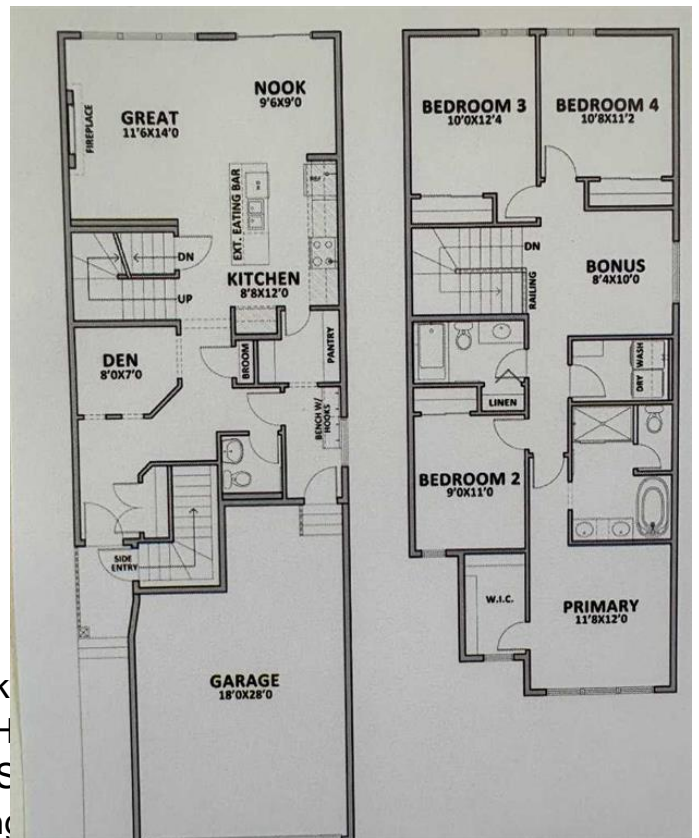 NOOK
9'6X9'0
GREAT
11'6X14'0
FIREPLACE
EXT. EATING BAR
REF.
DN
UP
KITCHEN
8'8X12'0
DEN
8'0X7'0
BROOM
PANTRY
BENCH W/
HOOKS
SIDE
ENTRY
GARAGE
18'0X28'0
BEDROOM 3
10'0X12'4
BEDROOM 4
10'8X11'2
DN
RAILING
BONUS
8'4X10'0
WASH
DRY
LINEN
BEDROOM 2
9'0X11'0
W.I.C.
PRIMARY
11'8X12'0